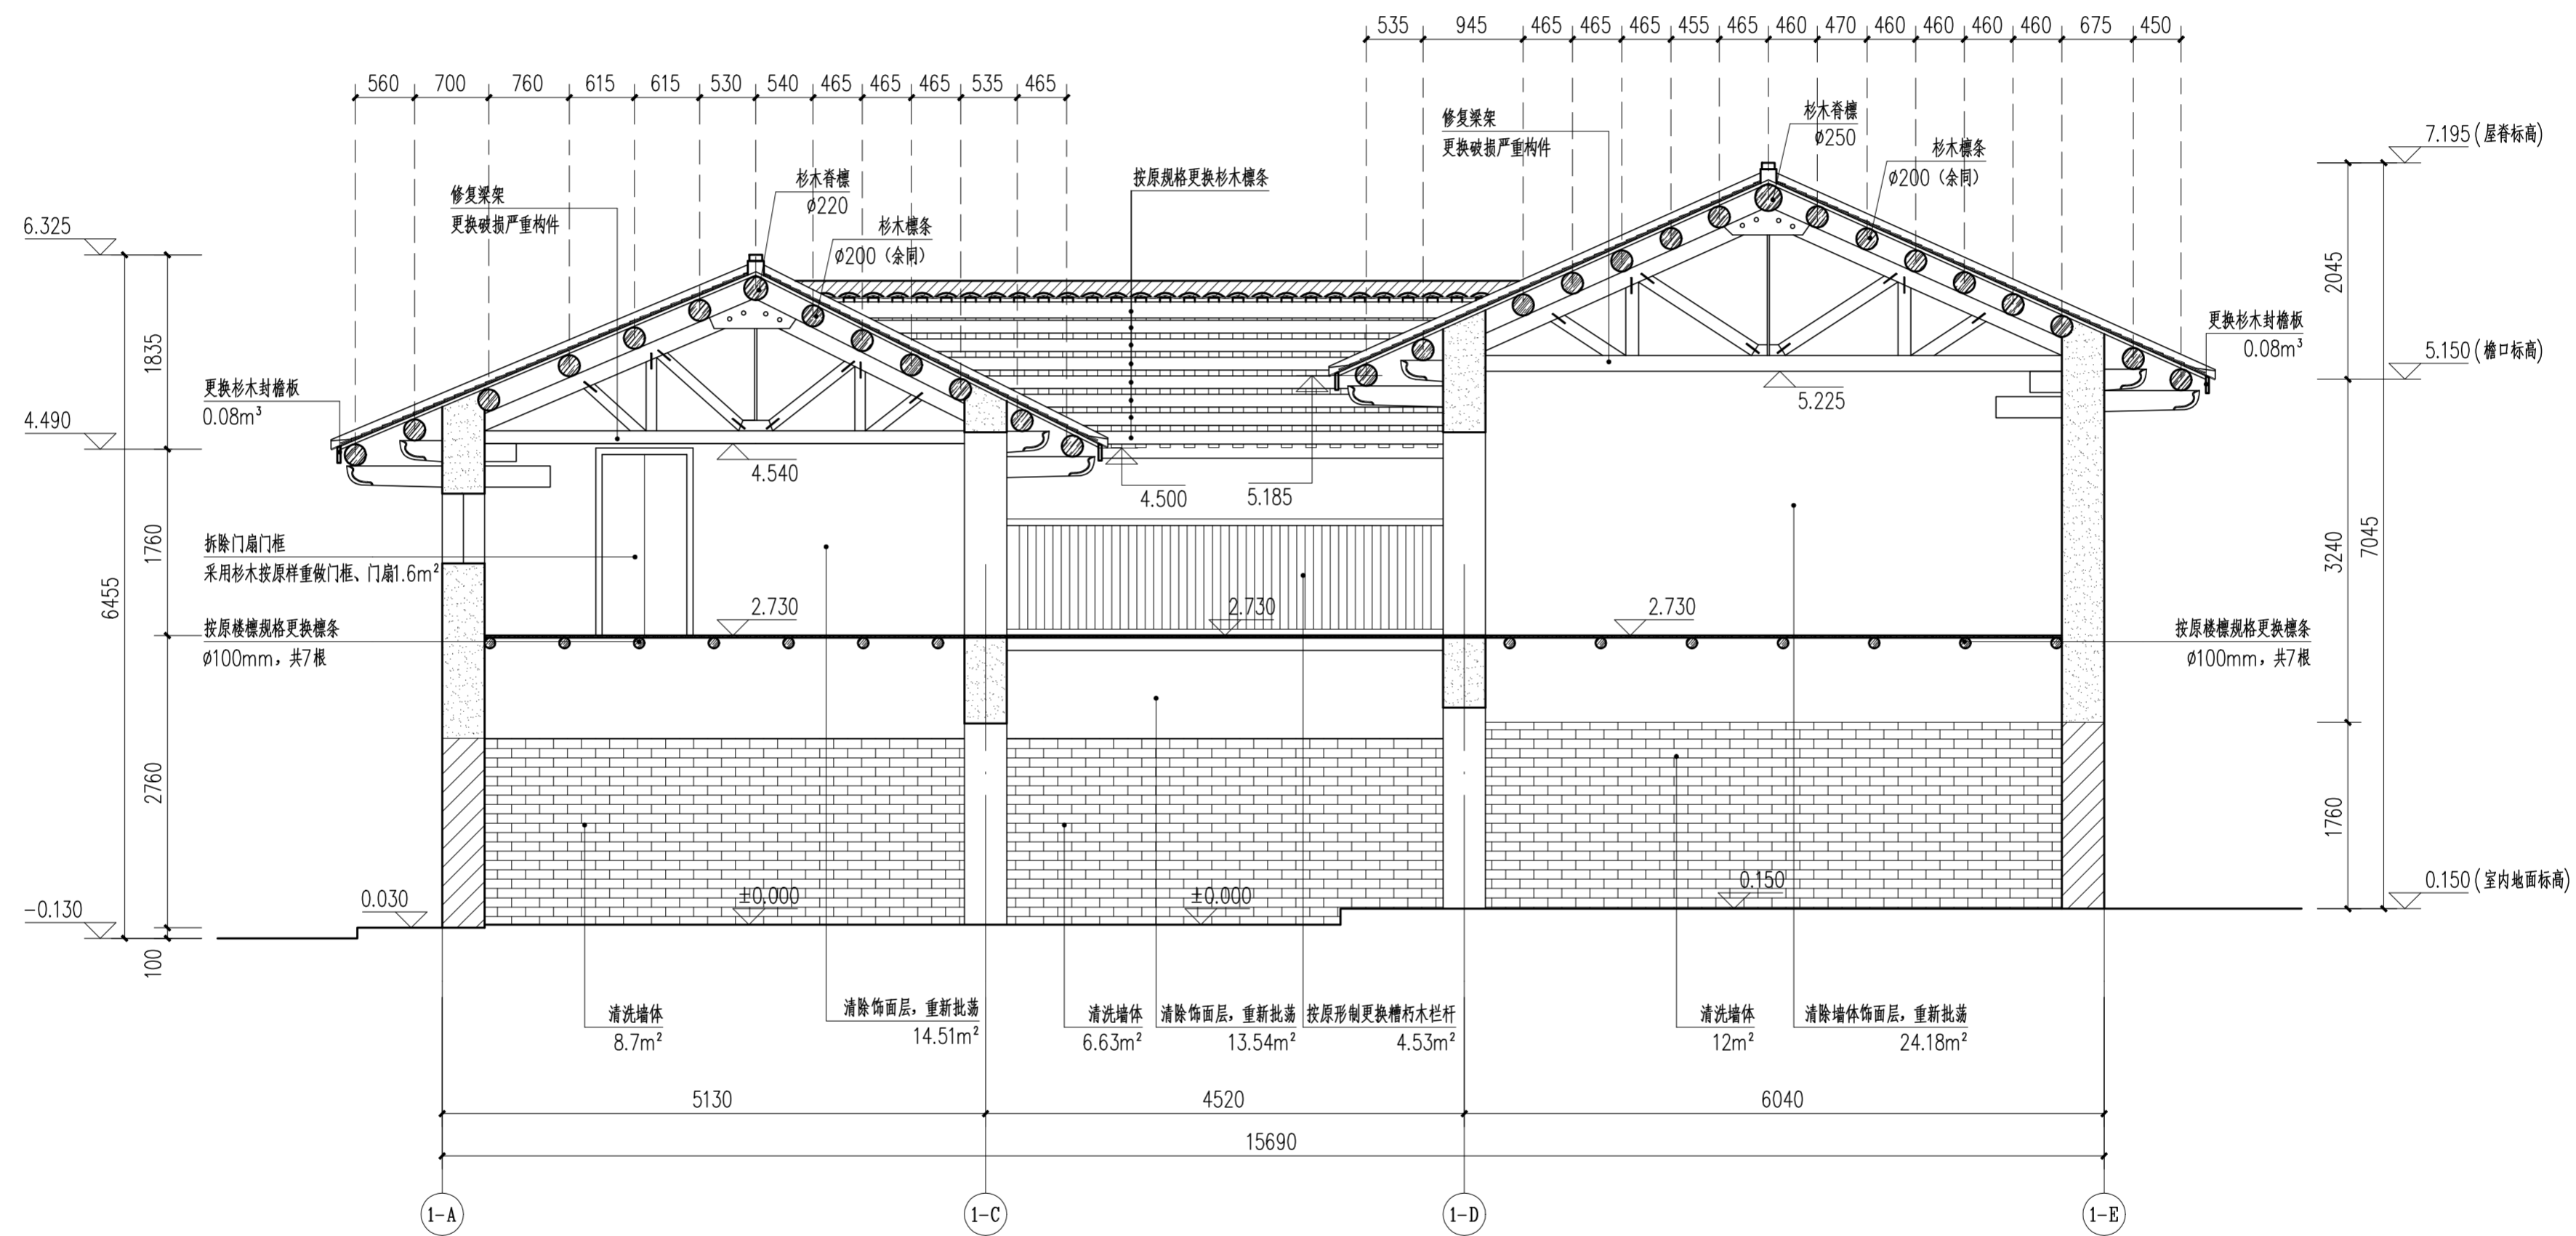 535 945 465 465 465 455 465 460 470 460 460 460 460 675 450
560 700 760 615 615 530 540 465 465 465 535 465
修复梁架
更换破损严重构件
杉木脊檩
ø250
杉木檩条
ø200（余同）
7.195(屋脊标高)
修复梁架
更换破损严重构件
杉木脊檩
ø220
杉木檩条
ø200（余同）
按原规格更换杉木檩条
6.325
1835
2045
更换杉木封檐板
0.08m³
5.150(檐口标高)
更换杉木封檐板
0.08m³
4.490
4.540
4.500
5.185
5.225
拆除门扇门框
采用杉木按原样重做门框、门扇1.6m²
1760
6455
3240
7045
2.730
2.730
2.730
按原楼檩规格更换檩条
ø100mm，共7根
按原楼檩规格更换檩条
ø100mm，共7根
2760
1760
±0.000
±0.000
0.150
0.150(室内地面标高)
0.030
-0.130
100
清洗墙体
8.7m²
清除饰面层，重新批荡
14.51m²
清洗墙体
6.63m²
清除饰面层，重新批荡
13.54m²
按原形制更换糟朽木栏杆
4.53m²
清洗墙体
12m²
清除墙体饰面层，重新批荡
24.18m²
5130 4520 6040
15690
1-A 1-C 1-D 1-E